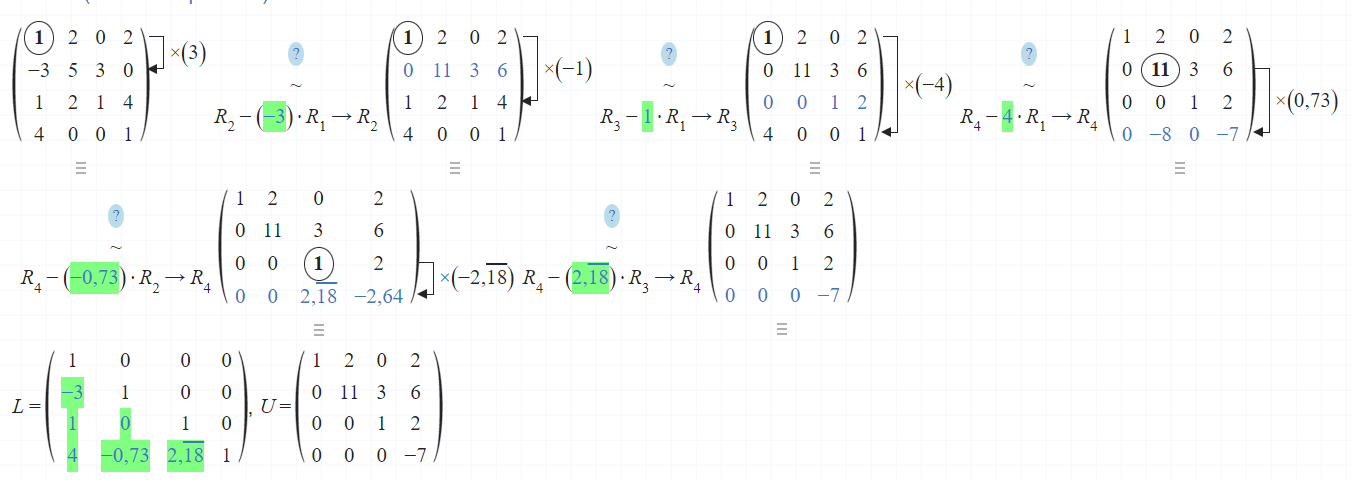 ( 1 2 0 2 ; −3 5 3 0 ; 1 2 1 4 ; 4 0 0 1 ) ×(3) ? ~ R2 − (−3) · R1 → R2 ( 1 2 0 2 ; 0 11 3 6 ; 1 2 1 4 ; 4 0 0 1 ) ×(−1) ? ~ R3 − 1 · R1 → R3 ( 1 2 0 2 ; 0 11 3 6 ; 0 0 1 2 ; 4 0 0 1 ) ×(−4) ? ~ R4 − 4 · R1 → R4 ( 1 2 0 2 ; 0 11 3 6 ; 0 0 1 2 ; 0 −8 0 −7 ) ×(0,73)
? ~ R4 − (−0,73) · R2 → R4 ( 1 2 0 2 ; 0 11 3 6 ; 0 0 1 2 ; 0 0 2,1̅8̅ −2,64 ) ×(−2,1̅8̅) ? ~ R4 − (2,1̅8̅) · R3 → R4 ( 1 2 0 2 ; 0 11 3 6 ; 0 0 1 2 ; 0 0 0 −7 )
L = ( 1 0 0 0 ; −3 1 0 0 ; 1 0 1 0 ; 4 −0,73 2,1̅8̅ 1 ), U = ( 1 2 0 2 ; 0 11 3 6 ; 0 0 1 2 ; 0 0 0 −7 )